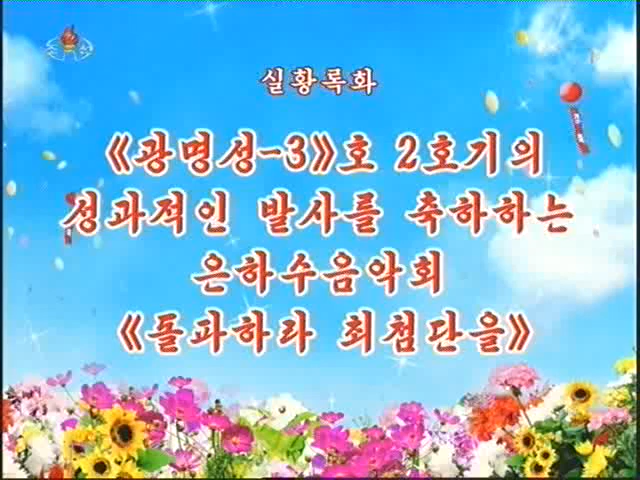 실황록화
《광명성-3》호 2호기의
성과적인 발사를 축하하는
은하수음악회
《돌파하라 최첨단을》